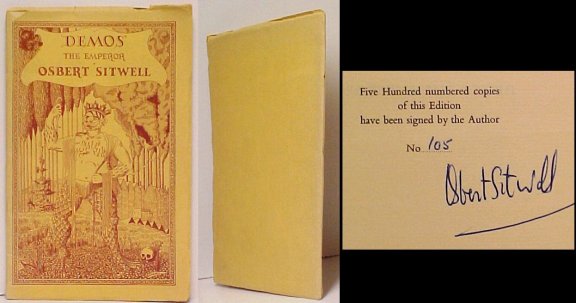 DEMOS
THE EMPEROR
OSBERT SITWELL
Five Hundred numbered copies
of this Edition
have been signed by the Author
No 105
Osbert Sitwell